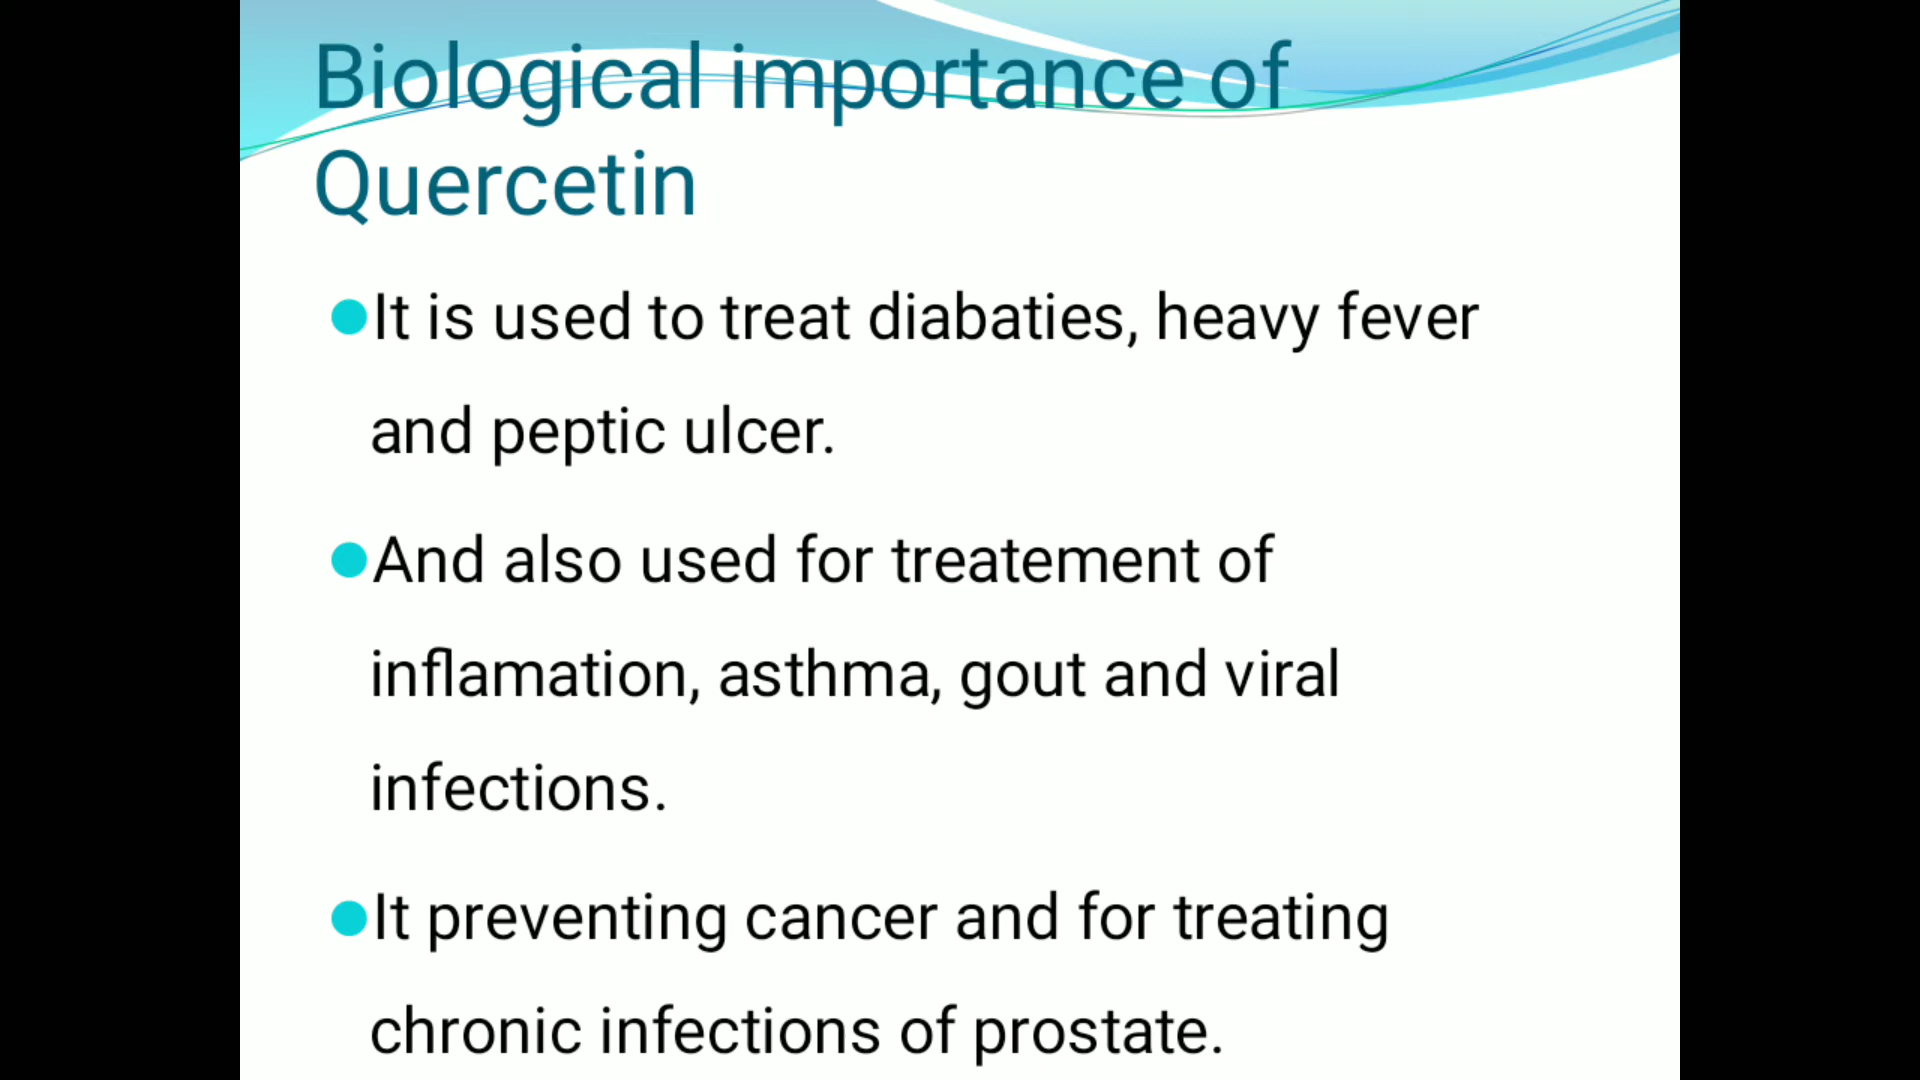 Biological importance of
Quercetin
It is used to treat diabaties, heavy fever
and peptic ulcer.
And also used for treatement of
inflamation, asthma, gout and viral
infections.
It preventing cancer and for treating
chronic infections of prostate.